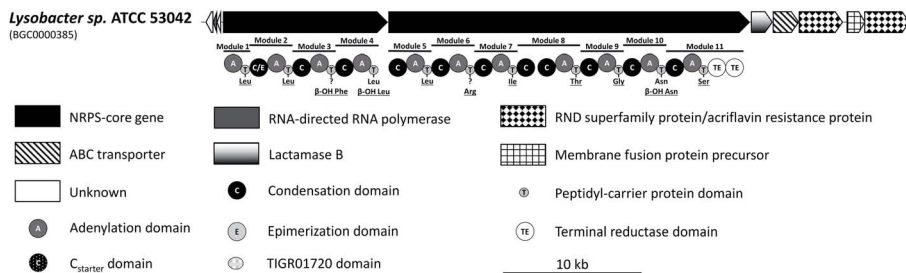 Lysobacter sp. ATCC 53042
(BGC0000385)
Module 1 Module 2 Module 3 Module 4 Module 5 Module 6 Module 7 Module 8 Module 9 Module 10 Module 11
A T C/E A T C A T C A T C A T C A T C A T C C A T C A T C A T C A T TE TE
Leu Leu ? Leu Leu ? Ile Thr Gly Asn Ser
β-OH Phe β-OH Leu Arg β-OH Asn
NRPS-core gene RNA-directed RNA polymerase RND superfamily protein/acriflavin resistance protein
ABC transporter Lactamase B Membrane fusion protein precursor
Unknown C Condensation domain T Peptidyl-carrier protein domain
A Adenylation domain E Epimerization domain TE Terminal reductase domain
C Cstarter domain TIGR01720 domain 10 kb